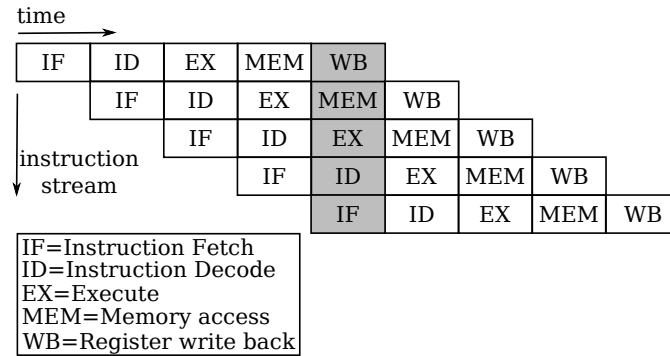 time
IF ID EX MEM WB
IF ID EX MEM WB
IF ID EX MEM WB
instruction
stream
IF ID EX MEM WB
IF ID EX MEM WB
IF=Instruction Fetch
ID=Instruction Decode
EX=Execute
MEM=Memory access
WB=Register write back